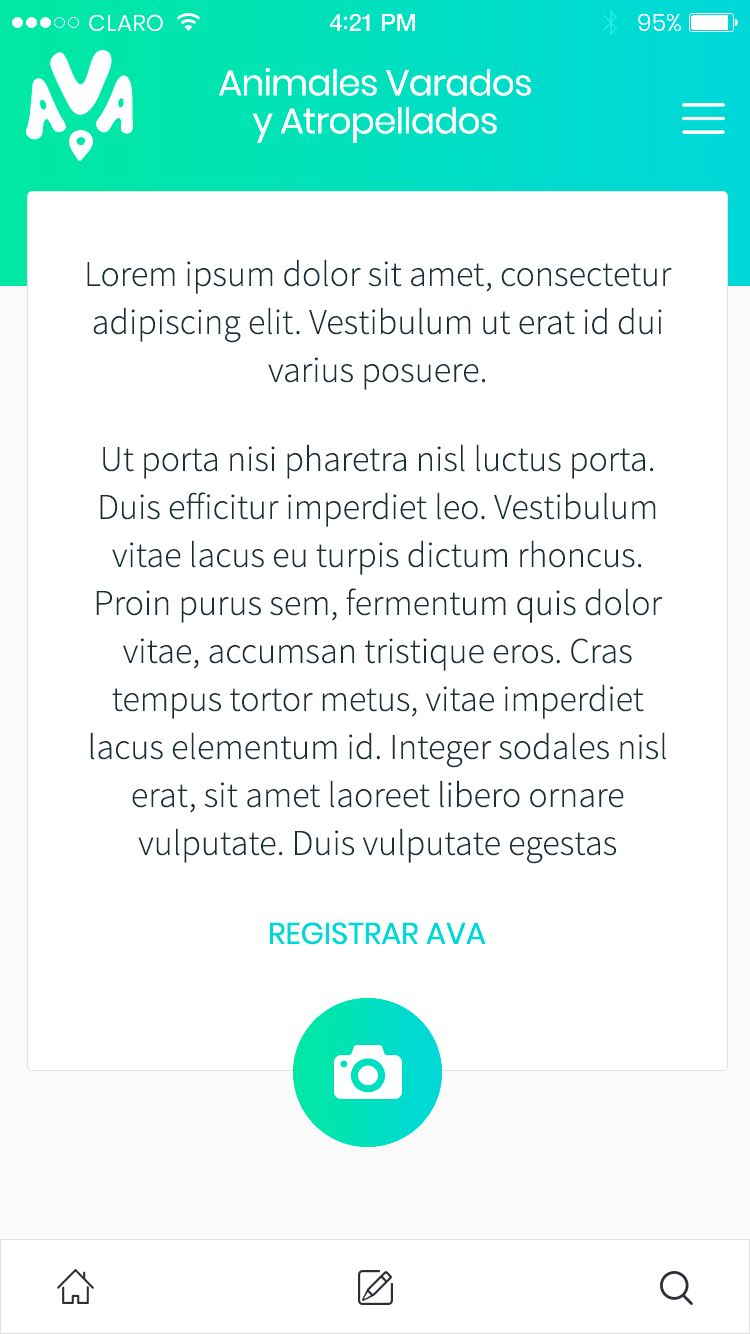 CLARO
4:21 PM
95%
AVA
Animales Varados
y Atropellados
Lorem ipsum dolor sit amet, consectetur
adipiscing elit. Vestibulum ut erat id dui
varius posuere.
Ut porta nisi pharetra nisl luctus porta.
Duis efficitur imperdiet leo. Vestibulum
vitae lacus eu turpis dictum rhoncus.
Proin purus sem, fermentum quis dolor
vitae, accumsan tristique eros. Cras
tempus tortor metus, vitae imperdiet
lacus elementum id. Integer sodales nisl
erat, sit amet laoreet libero ornare
vulputate. Duis vulputate egestas
REGISTRAR AVA